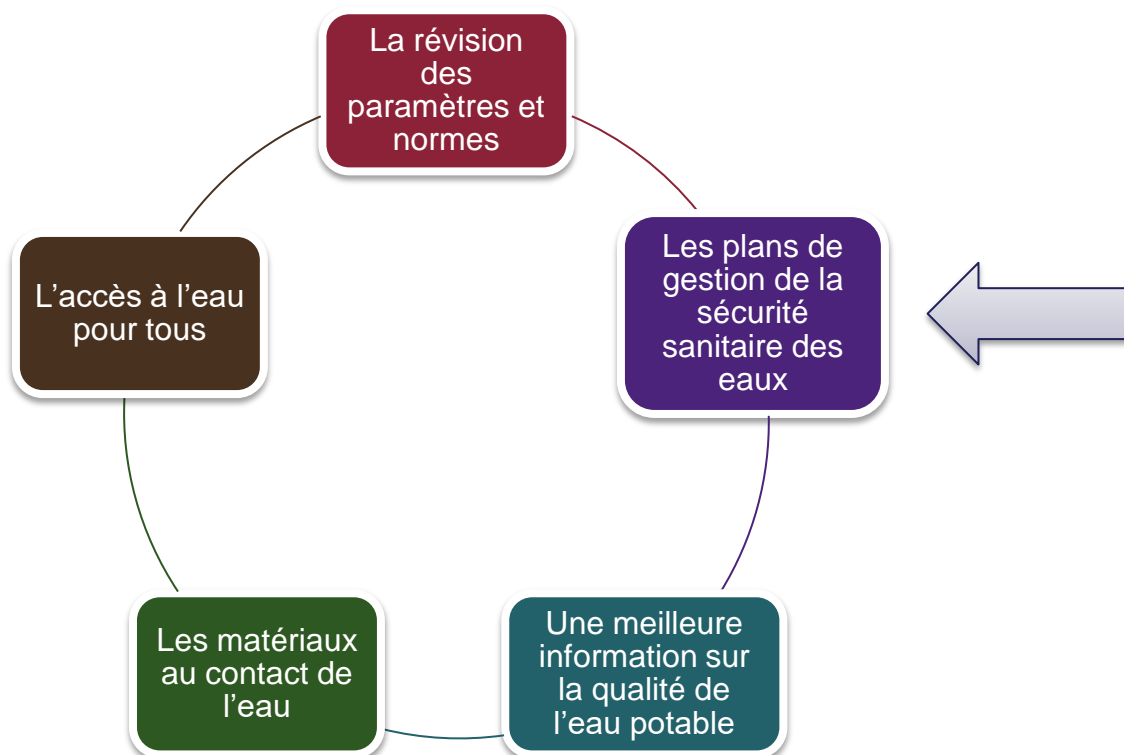 La révision
des
paramètres et
normes
Les plans de
gestion de la
sécurité
sanitaire des
eaux
Une meilleure
information sur
la qualité de
l’eau potable
Les matériaux
au contact de
l’eau
L’accès à l’eau
pour tous